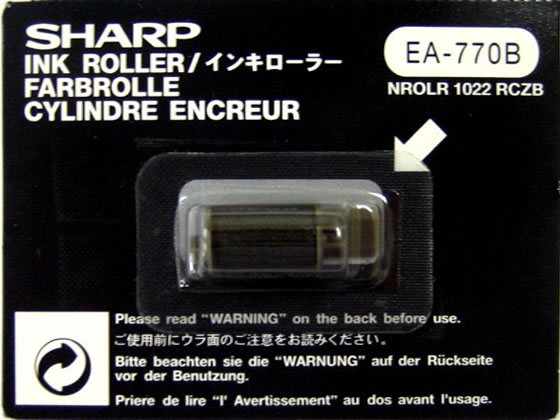 SHARP
INK ROLLER/インキローラー
FARBROLLE
CYLINDRE ENCREUR
EA-770B
NROLR 1022 RCZB
Please read "WARNING" on the back before use.
ご使用前にウラ面のご注意をお読みください。
Bitte beachten sie die "WARNUNG" auf der Rückseite
vor der Benutzung.
Priere de lire "l' Avertissement" au dos avant l'usage.